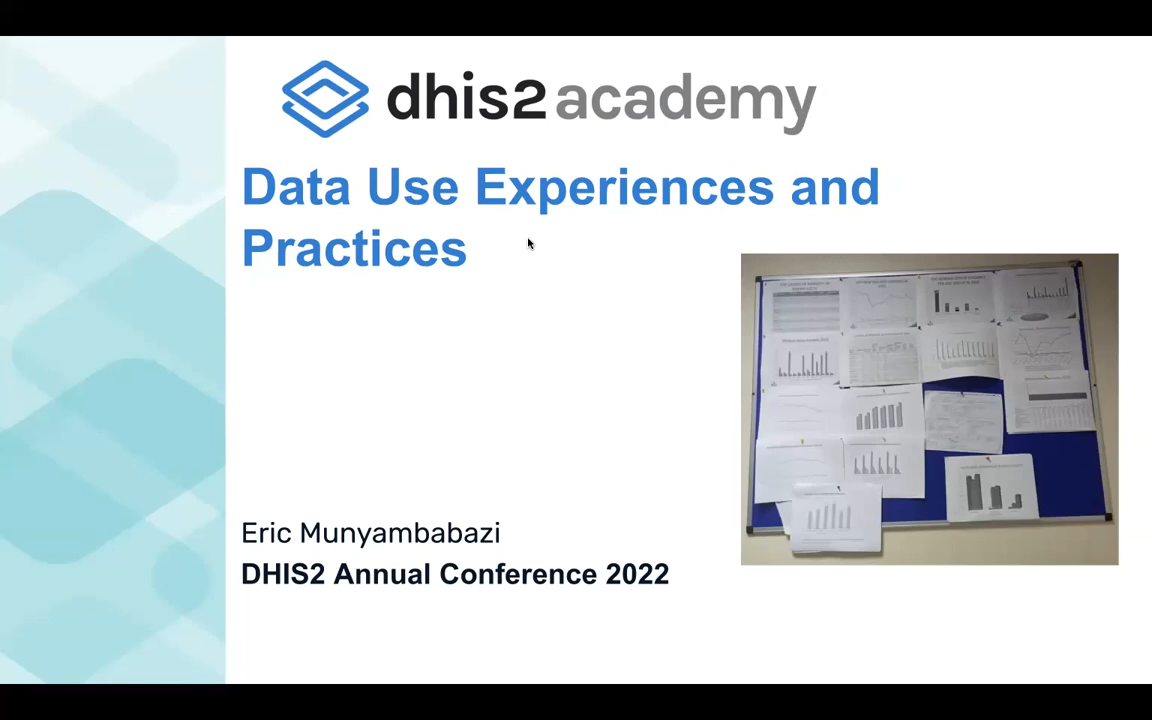 dhis2 academy
Data Use Experiences and
Practices
Eric Munyambabazi
DHIS2 Annual Conference 2022